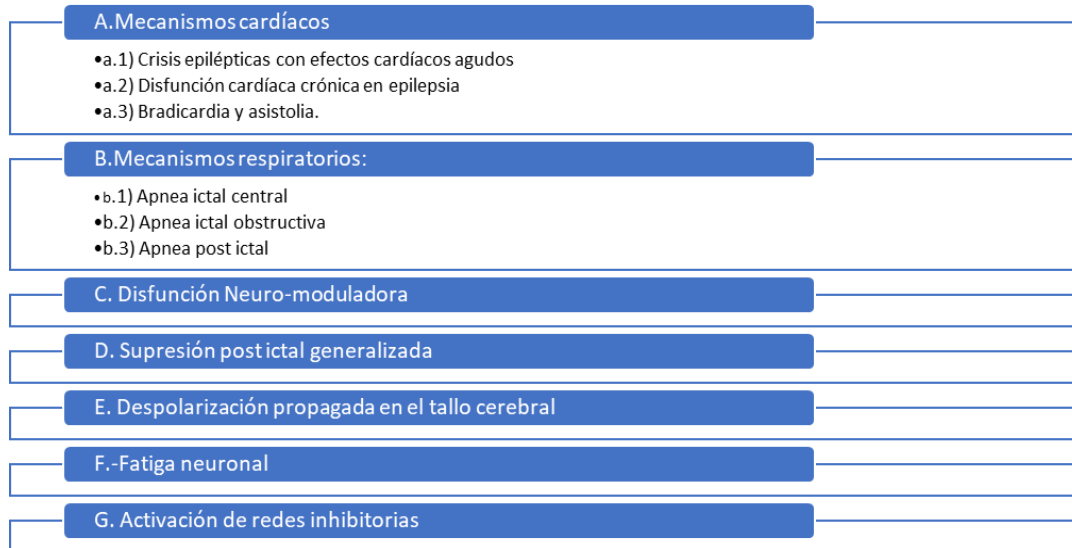 A.Mecanismos cardíacos
•a.1) Crisis epilépticas con efectos cardíacos agudos
•a.2) Disfunción cardíaca crónica en epilepsia
•a.3) Bradicardia y asistolia.
B.Mecanismos respiratorios:
•b.1) Apnea ictal central
•b.2) Apnea ictal obstructiva
•b.3) Apnea post ictal
C. Disfunción Neuro-moduladora
D. Supresión post ictal generalizada
E. Despolarización propagada en el tallo cerebral
F.-Fatiga neuronal
G. Activación de redes inhibitorias